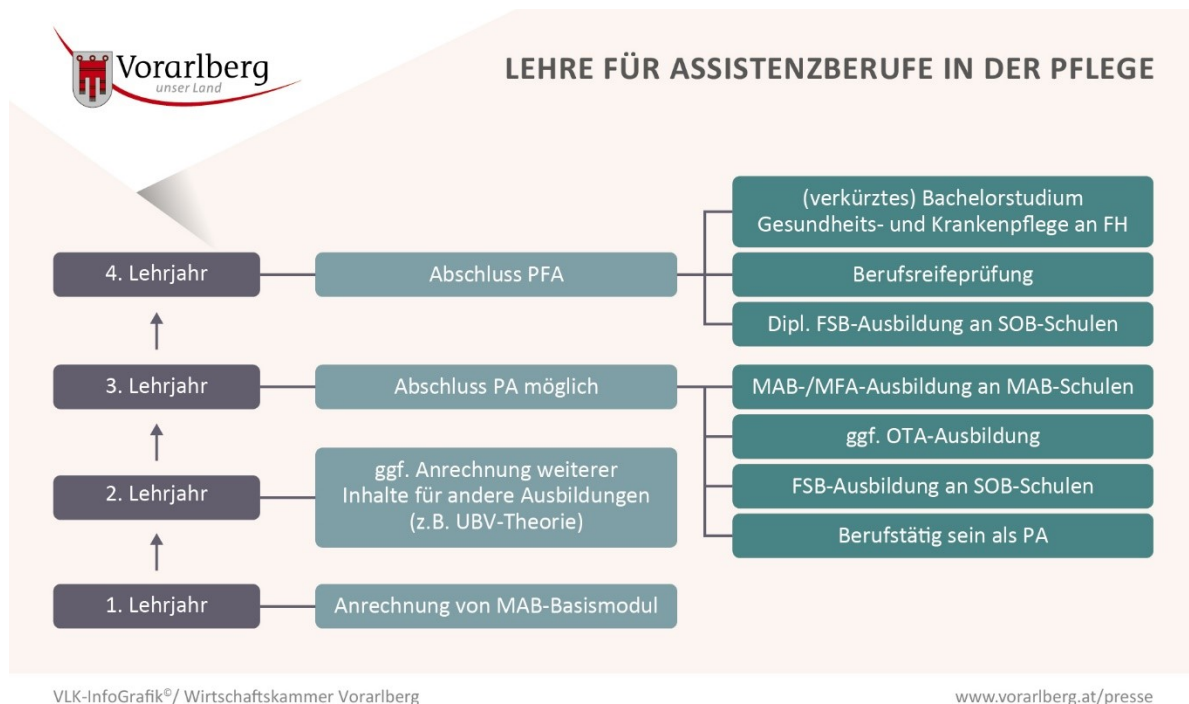 Vorarlberg
unser Land
LEHRE FÜR ASSISTENZBERUFE IN DER PFLEGE
4. Lehrjahr
Abschluss PFA
(verkürztes) Bachelorstudium
Gesundheits- und Krankenpflege an FH
Berufsreifeprüfung
Dipl. FSB-Ausbildung an SOB-Schulen
3. Lehrjahr
Abschluss PA möglich
MAB-/MFA-Ausbildung an MAB-Schulen
ggf. OTA-Ausbildung
FSB-Ausbildung an SOB-Schulen
Berufstätig sein als PA
2. Lehrjahr
ggf. Anrechnung weiterer
Inhalte für andere Ausbildungen
(z.B. UBV-Theorie)
1. Lehrjahr
Anrechnung von MAB-Basismodul
VLK-InfoGrafik©/ Wirtschaftskammer Vorarlberg
www.vorarlberg.at/presse